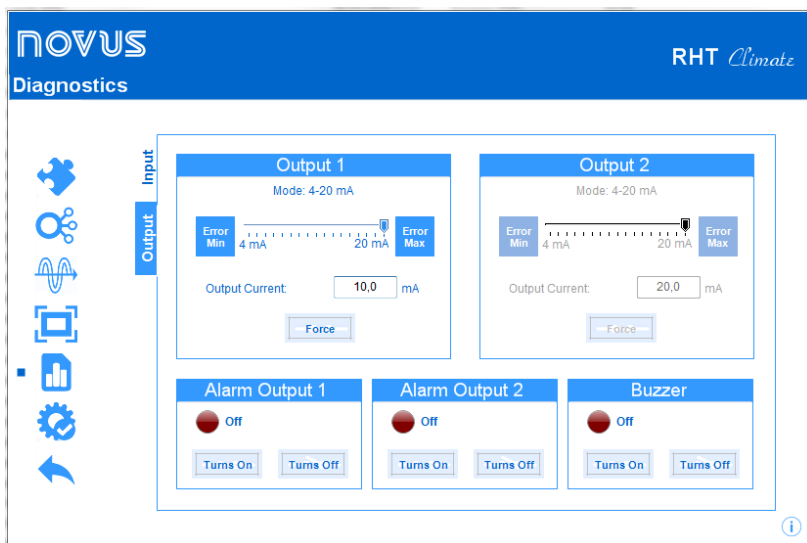 NOVUS
RHT Climate
Diagnostics
Input
Output
Output 1
Mode: 4-20 mA
Error Min
4 mA
20 mA
Error Max
Output Current:
10,0
mA
Force
Output 2
Mode: 4-20 mA
Error Min
4 mA
20 mA
Error Max
Output Current:
20,0
mA
Force
Alarm Output 1
Off
Turns On
Turns Off
Alarm Output 2
Off
Turns On
Turns Off
Buzzer
Off
Turns On
Turns Off
i